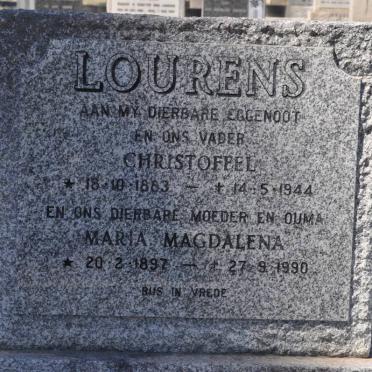 LOURENS
AAN MY DIERBARE EGGENOOT
EN ONS VADER
CHRISTOFFEL
★ 18-10-1883 — † 14-5-1944
EN ONS DIERBARE MOEDER EN OUMA
MARIA MAGDALENA
★ 20-2-1897 — † 27-9-1990
RUS IN VREDE